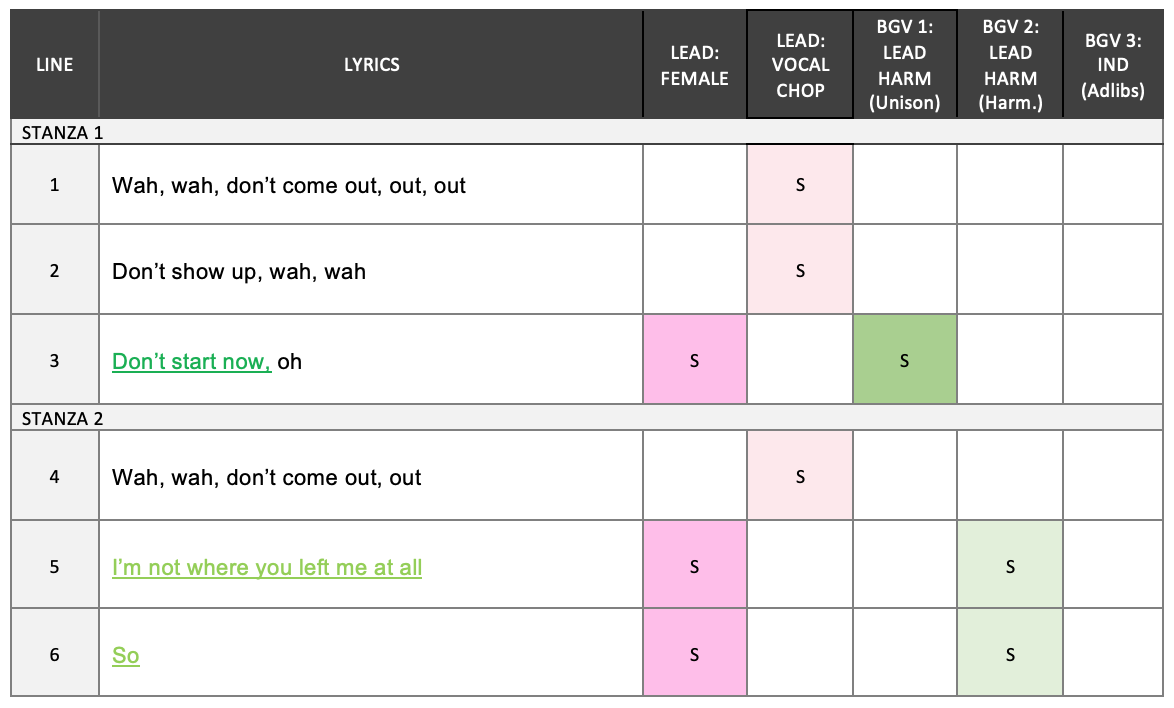 LINE LYRICS LEAD: FEMALE LEAD: VOCAL CHOP BGV 1: LEAD HARM (Unison) BGV 2: LEAD HARM (Harm.) BGV 3: IND (Adlibs)
STANZA 1
1 Wah, wah, don’t come out, out, out S
2 Don’t show up, wah, wah S
3 Don’t start now, oh S S
STANZA 2
4 Wah, wah, don’t come out, out S
5 I’m not where you left me at all S S
6 So S S